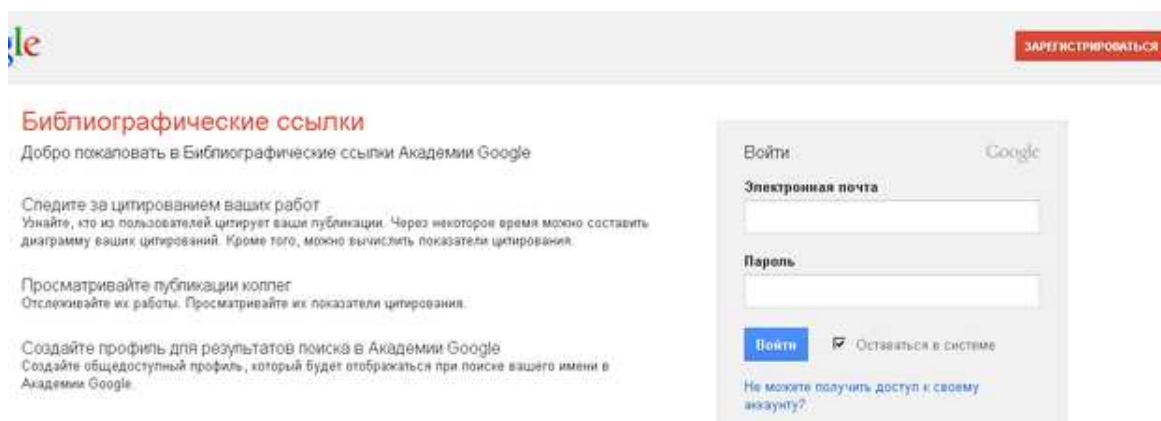 gle
ЗАРЕГИСТРИРОВАТЬСЯ
Библиографические ссылки
Добро пожаловать в Библиографические ссылки Академии Google
Следите за цитированием ваших работ
Узнайте, кто из пользователей цитирует ваши публикации. Через некоторое время можно составить
диаграмму ваших цитирований. Кроме того, можно вычислить показатели цитирования.
Просматривайте публикации коллег
Отслеживайте их работы. Просматривайте их показатели цитирования.
Создайте профиль для результатов поиска в Академии Google
Создайте общедоступный профиль, который будет отображаться при поиске вашего имени в
Академии Google.
Войти Google
Электронная почта
Пароль
Войти Оставаться в системе
Не можете получить доступ к своему
аккаунту?